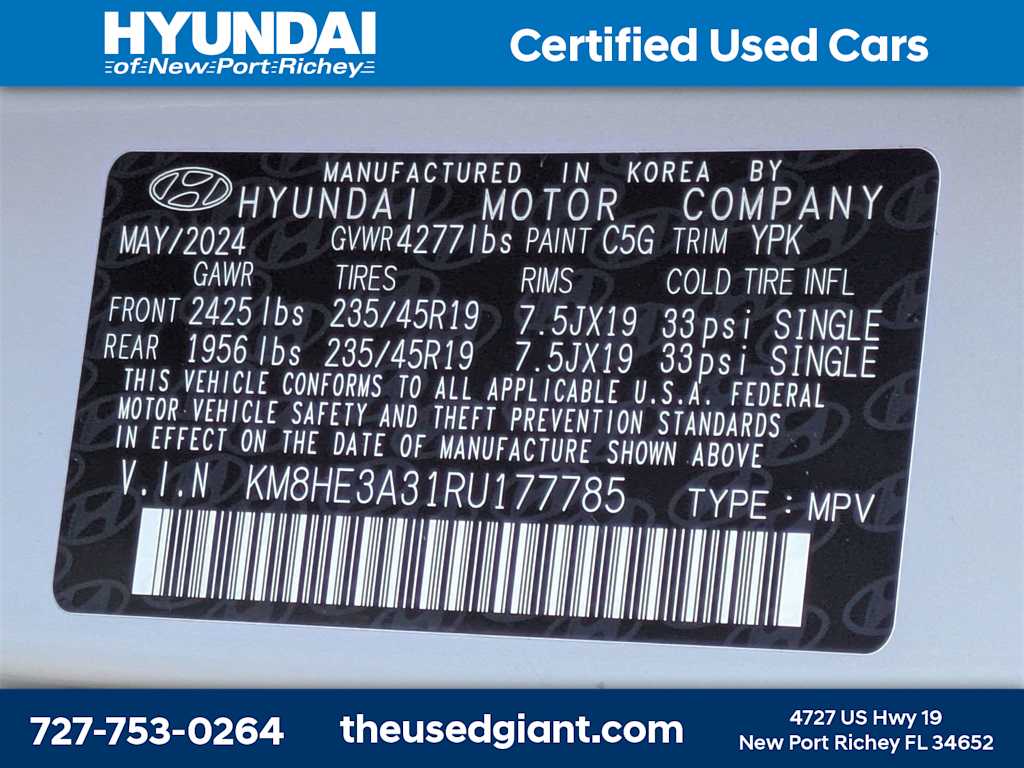 HYUNDAI
of New Port Richey
Certified Used Cars
MANUFACTURED IN KOREA BY
HYUNDAI MOTOR COMPANY
MAY/2024 GVWR 4277lbs PAINT C5G TRIM YPK
GAWR TIRES RIMS COLD TIRE INFL
FRONT 2425lbs 235/45R19 7.5JX19 33psi SINGLE
REAR 1956lbs 235/45R19 7.5JX19 33psi SINGLE
THIS VEHICLE CONFORMS TO ALL APPLICABLE U.S.A. FEDERAL
MOTOR VEHICLE SAFETY AND THEFT PREVENTION STANDARDS
IN EFFECT ON THE DATE OF MANUFACTURE SHOWN ABOVE
V.I.N KM8HE3A31RU177785 TYPE : MPV
727-753-0264
theusedgiant.com
4727 US Hwy 19
New Port Richey FL 34652